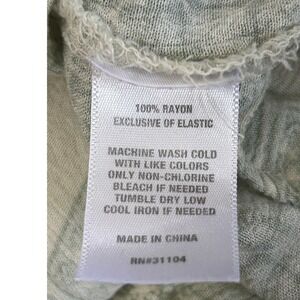 100% RAYON
EXCLUSIVE OF ELASTIC
MACHINE WASH COLD
WITH LIKE COLORS
ONLY NON-CHLORINE
BLEACH IF NEEDED
TUMBLE DRY LOW
COOL IRON IF NEEDED
MADE IN CHINA
RN#31104